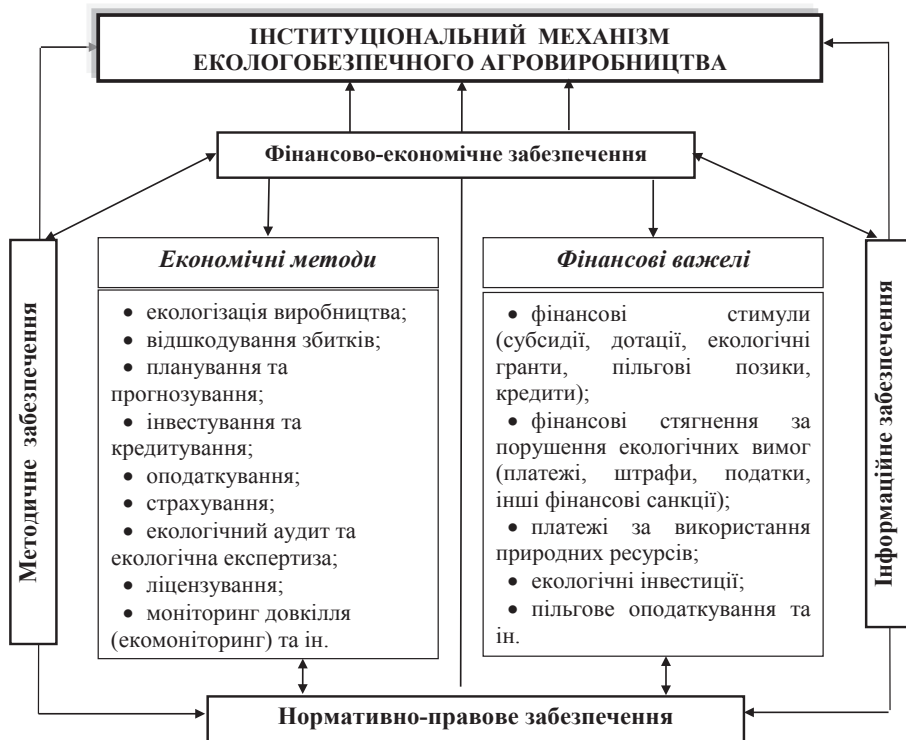 ІНСТИТУЦІОНАЛЬНИЙ МЕХАНІЗМ
ЕКОЛОГОБЕЗПЕЧНОГО АГРОВИРОБНИЦТВА
Фінансово-економічне забезпечення
Методичне забезпечення
Економічні методи
• екологізація виробництва;
• відшкодування збитків;
• планування та
прогнозування;
• інвестування та
кредитування;
• оподаткування;
• страхування;
• екологічний аудит та
екологічна експертиза;
• ліцензування;
• моніторинг довкілля
(екомоніторинг) та ін.
Фінансові важелі
• фінансові стимули
(субсидії, дотації, екологічні
гранти, пільгові позики,
кредити);
• фінансові стягнення за
порушення екологічних вимог
(платежі, штрафи, податки,
інші фінансові санкції);
• платежі за використання
природних ресурсів;
• екологічні інвестиції;
• пільгове оподаткування та
ін.
Інформаційне забезпечення
Нормативно-правове забезпечення